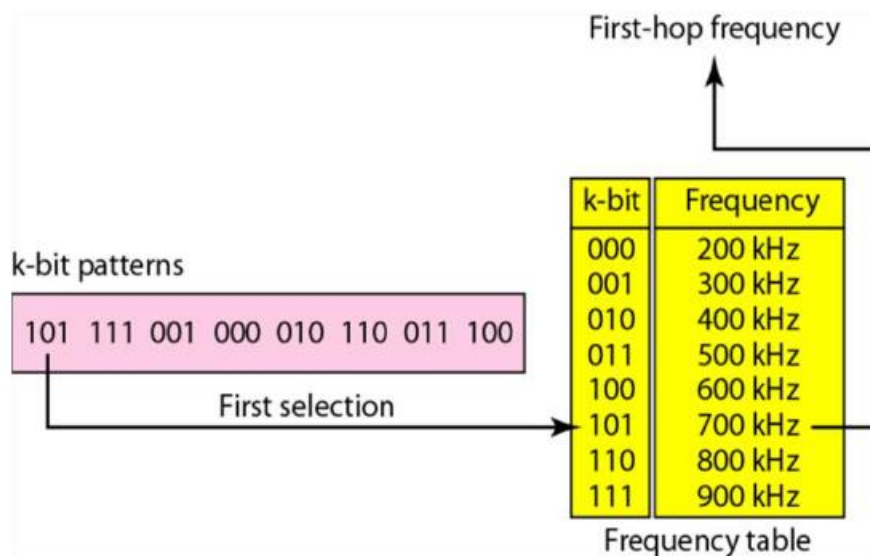 First-hop frequency
k-bit patterns
101 111 001 000 010 110 011 100
First selection
k-bit Frequency
000 200 kHz
001 300 kHz
010 400 kHz
011 500 kHz
100 600 kHz
101 700 kHz
110 800 kHz
111 900 kHz
Frequency table